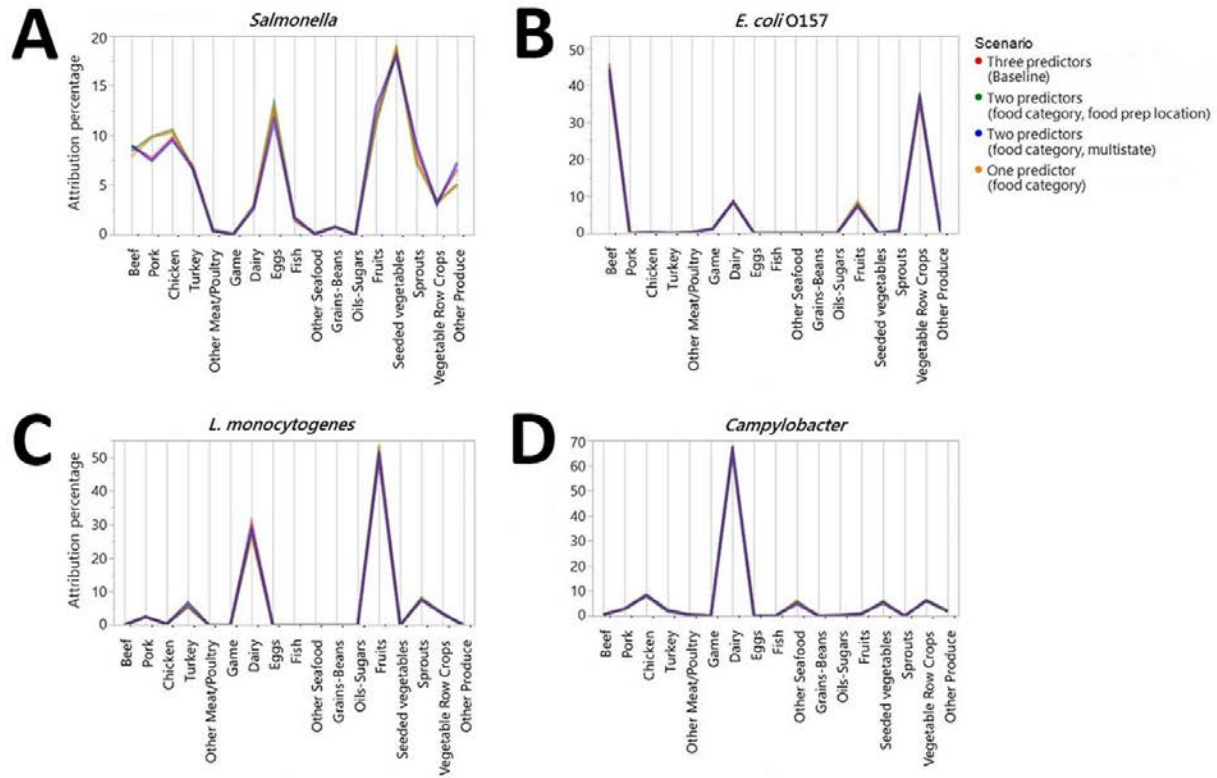 A
Salmonella
Attribution percentage
20
15
10
5
0
Beef
Pork
Chicken
Turkey
Other Meat/Poultry
Game
Dairy
Eggs
Fish
Other Seafood
Grains-Beans
Oils-Sugars
Fruits
Seeded vegetables
Sprouts
Vegetable Row Crops
Other Produce
B
E. coli O157
50
40
30
20
10
0
Beef
Pork
Chicken
Turkey
Other Meat/Poultry
Game
Dairy
Eggs
Fish
Other Seafood
Grains-Beans
Oils-Sugars
Fruits
Seeded vegetables
Sprouts
Vegetable Row Crops
Other Produce
Scenario
Three predictors
(Baseline)
Two predictors
(food category, food prep location)
Two predictors
(food category, multistate)
One predictor
(food category)
C
L. monocytogenes
Attribution percentage
50
40
30
20
10
0
Beef
Pork
Chicken
Turkey
Other Meat/Poultry
Game
Dairy
Eggs
Fish
Other Seafood
Grains-Beans
Oils-Sugars
Fruits
Seeded vegetables
Sprouts
Vegetable Row Crops
Other Produce
D
Campylobacter
70
60
50
40
30
20
10
0
Beef
Pork
Chicken
Turkey
Other Meat/Poultry
Game
Dairy
Eggs
Fish
Other Seafood
Grains-Beans
Oils-Sugars
Fruits
Seeded vegetables
Sprouts
Vegetable Row Crops
Other Produce